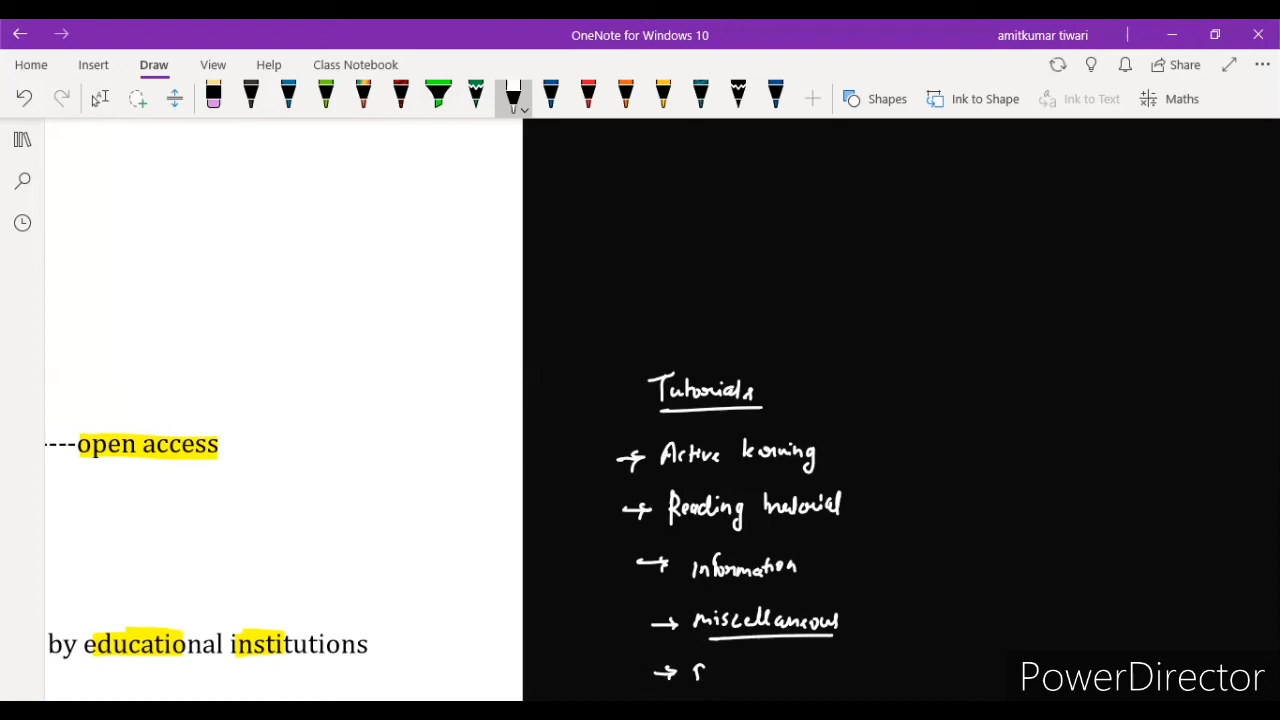 OneNote for Windows 10
amitkumar tiwari
Home Insert Draw View Help Class Notebook
Share
Shapes Ink to Shape Ink to Text Maths
----open access
by educational institutions
Tutorials
→ Active learning
→ Reading material
→ Information
→ miscellaneous
→
PowerDirector